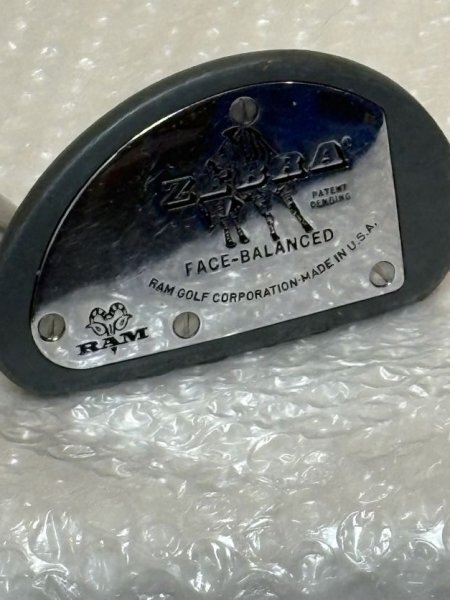 ZEBRA®
PATENT
PENDING
FACE-BALANCED
RAM GOLF CORPORATION-MADE IN U.S.A.
RAM